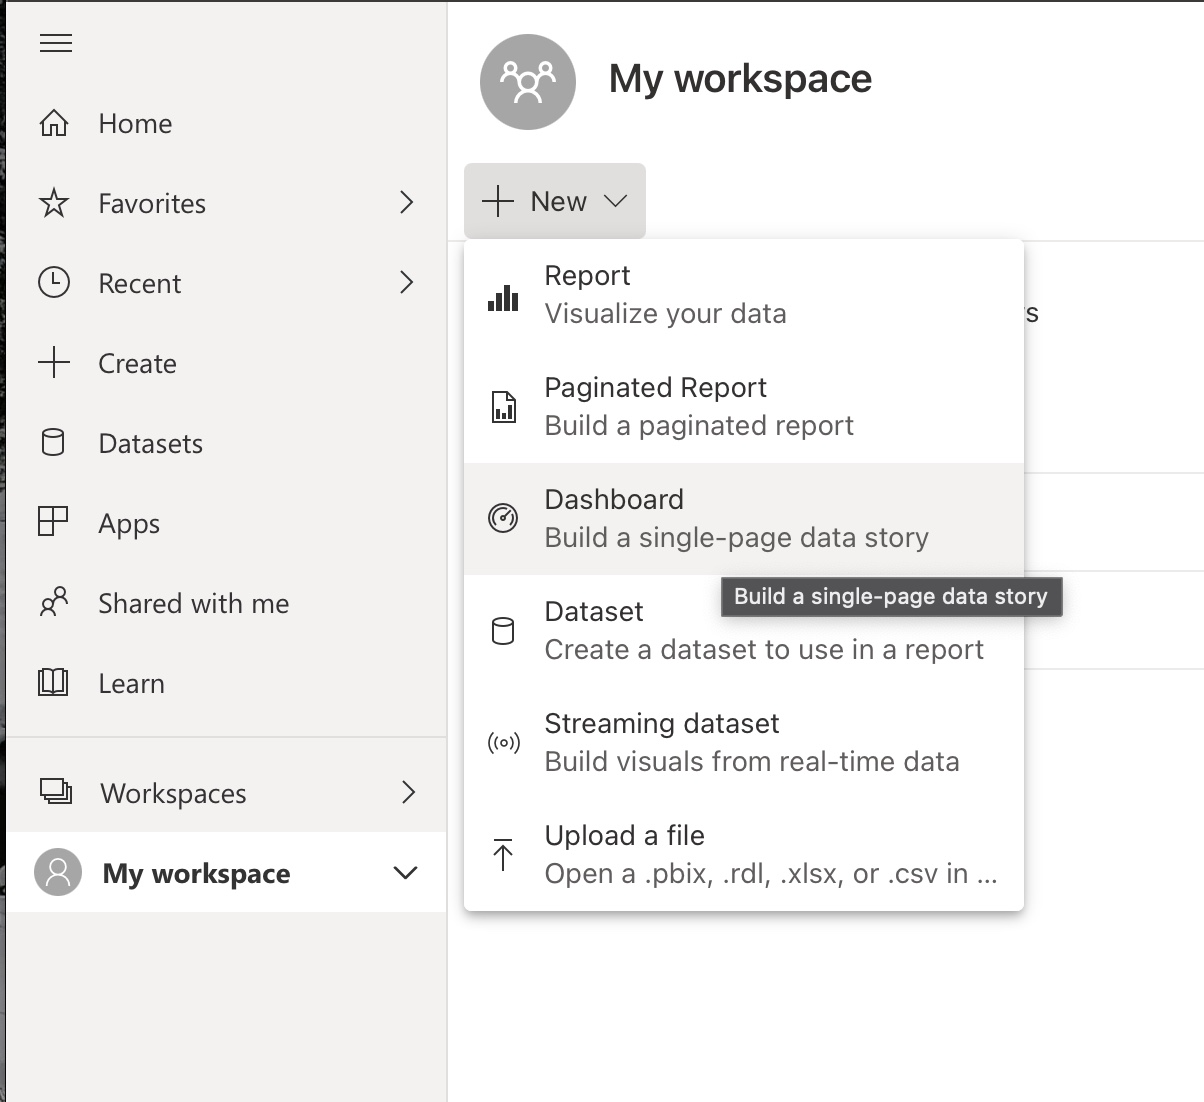 Home
Favorites
Recent
Create
Datasets
Apps
Shared with me
Learn
Workspaces
My workspace
My workspace
New
Report
Visualize your data
Paginated Report
Build a paginated report
Dashboard
Build a single-page data story
Build a single-page data story
Dataset
Create a dataset to use in a report
Streaming dataset
Build visuals from real-time data
Upload a file
Open a .pbix, .rdl, .xlsx, or .csv in ...